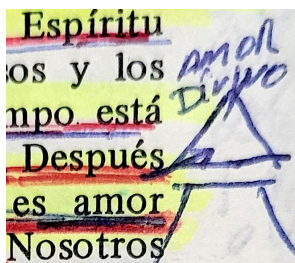 Espíritu
os y los
mpo está
Después
es amor
Nosotros
AMOR
Divino